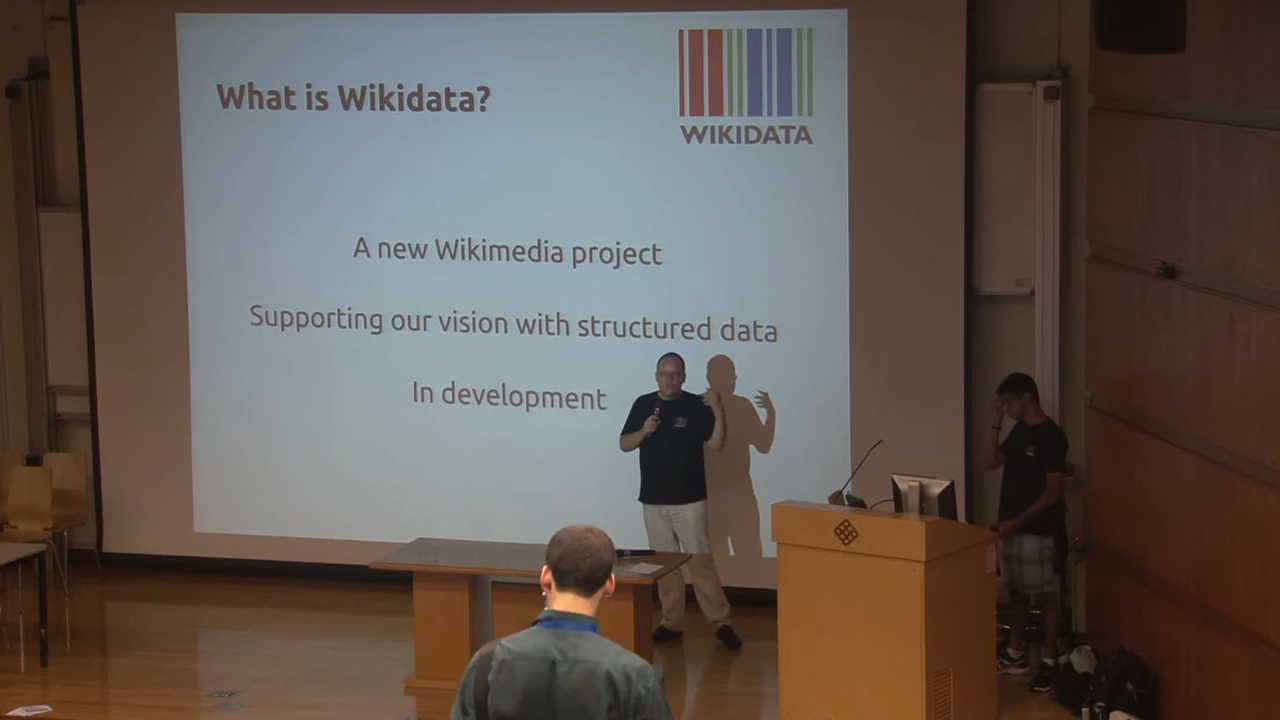 What is Wikidata?
WIKIDATA
A new Wikimedia project
Supporting our vision with structured data
In development